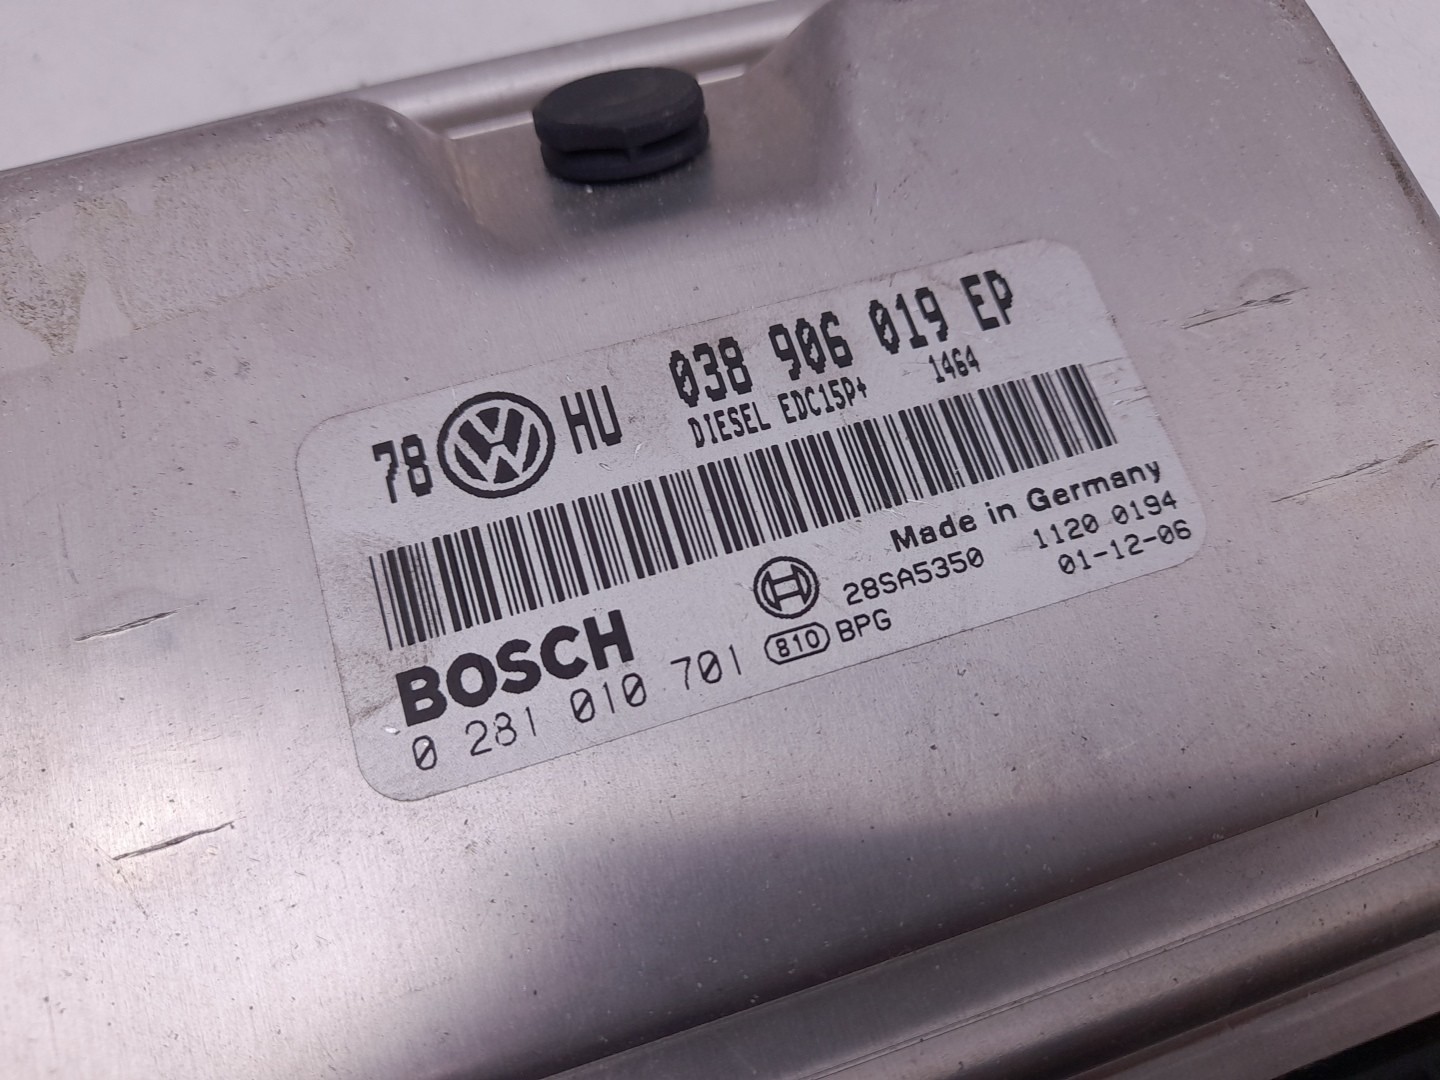 78 HU 038 906 019 EP
DIESEL EDC15P+ 1464
Made in Germany
BOSCH
28SA5350 1120 0194
0 281 010 701 810 BPG 01-12-06